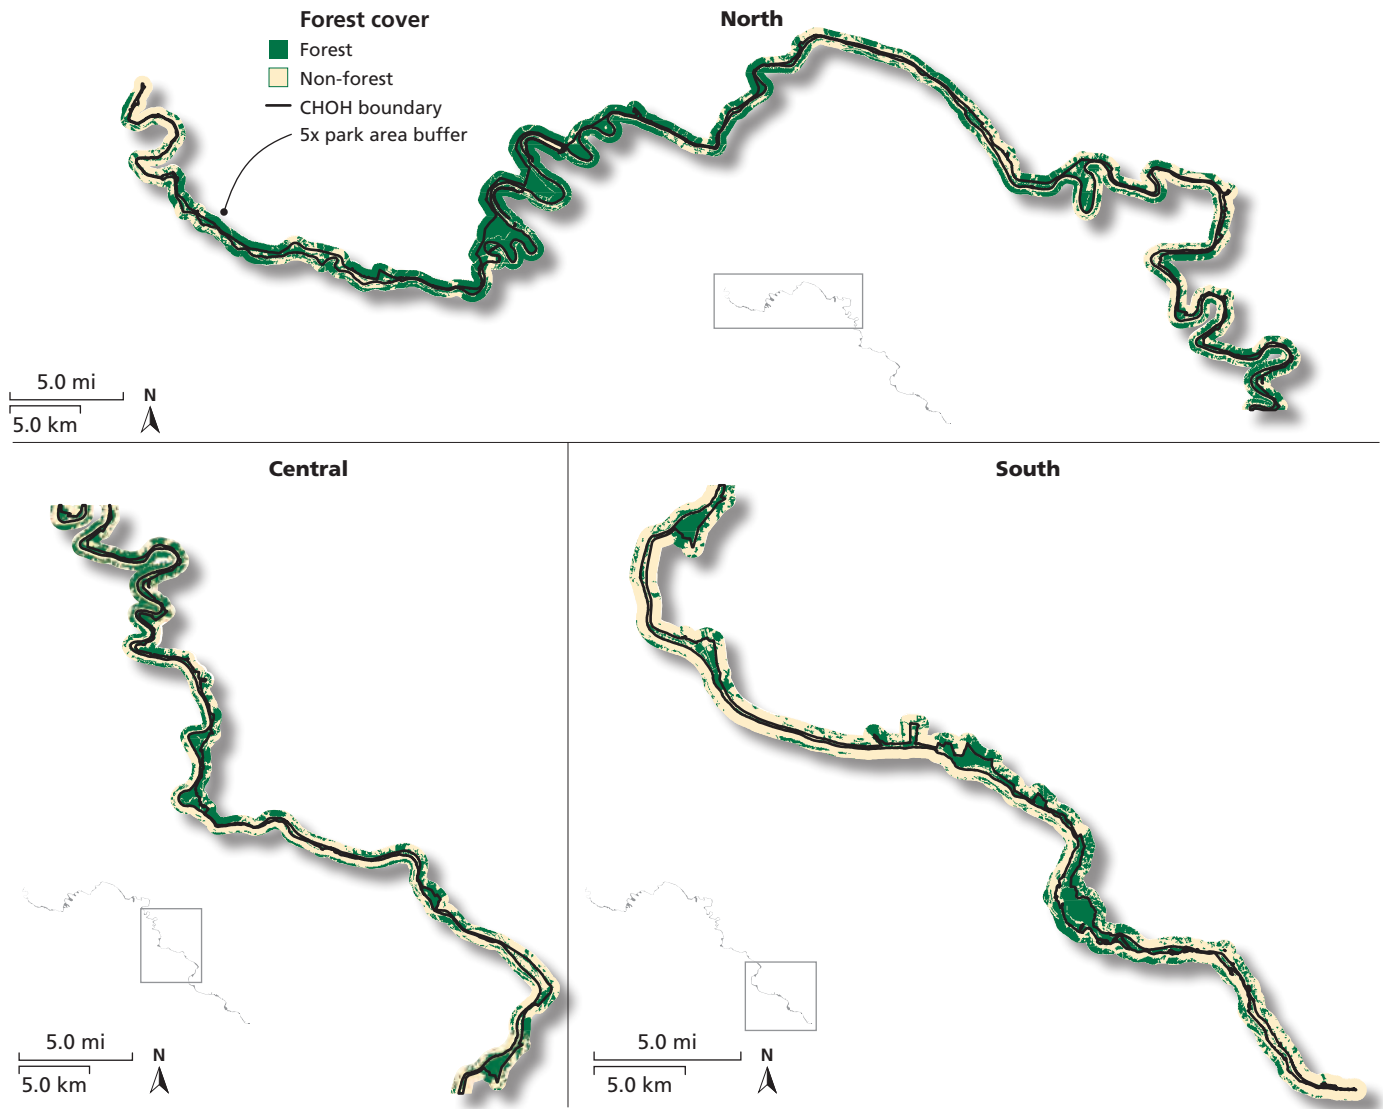 Forest cover
Forest
Non-forest
CHOH boundary
5x park area buffer
North
5.0 mi
5.0 km
N
Central
5.0 mi
5.0 km
N
South
5.0 mi
5.0 km
N